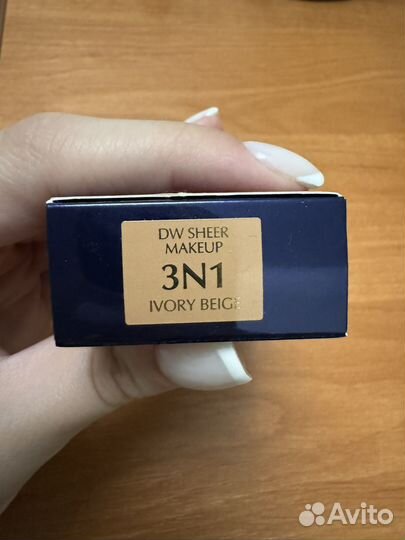 DW SHEER
MAKEUP
3N1
IVORY BEIGE
Avito